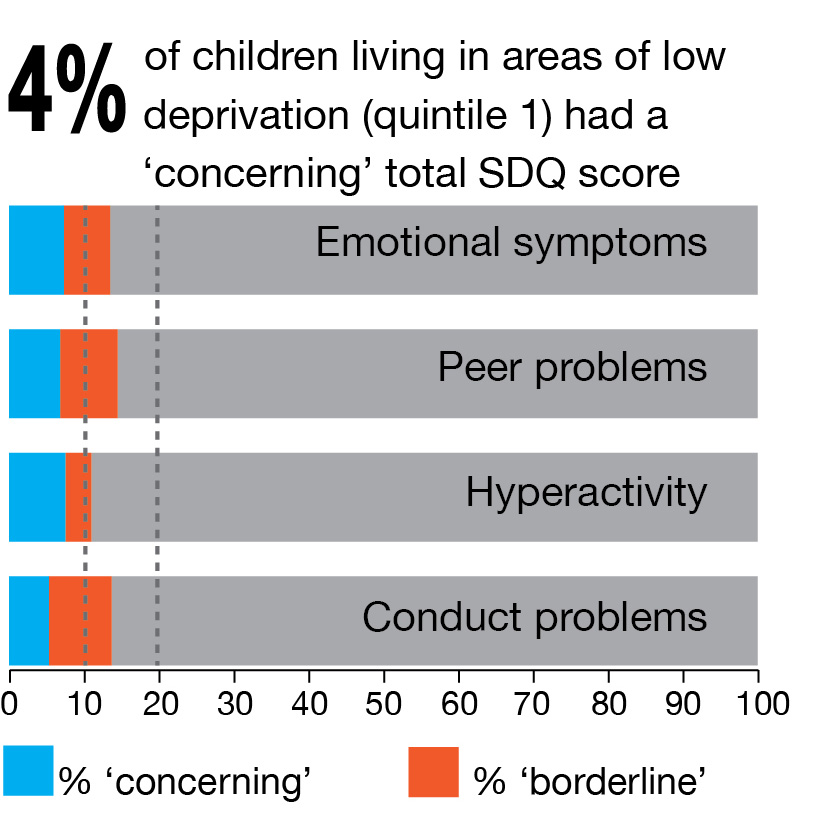 4% of children living in areas of low
deprivation (quintile 1) had a
‘concerning’ total SDQ score
Emotional symptoms
Peer problems
Hyperactivity
Conduct problems
0 10 20 30 40 50 60 70 80 90 100
% ‘concerning’ % ‘borderline’